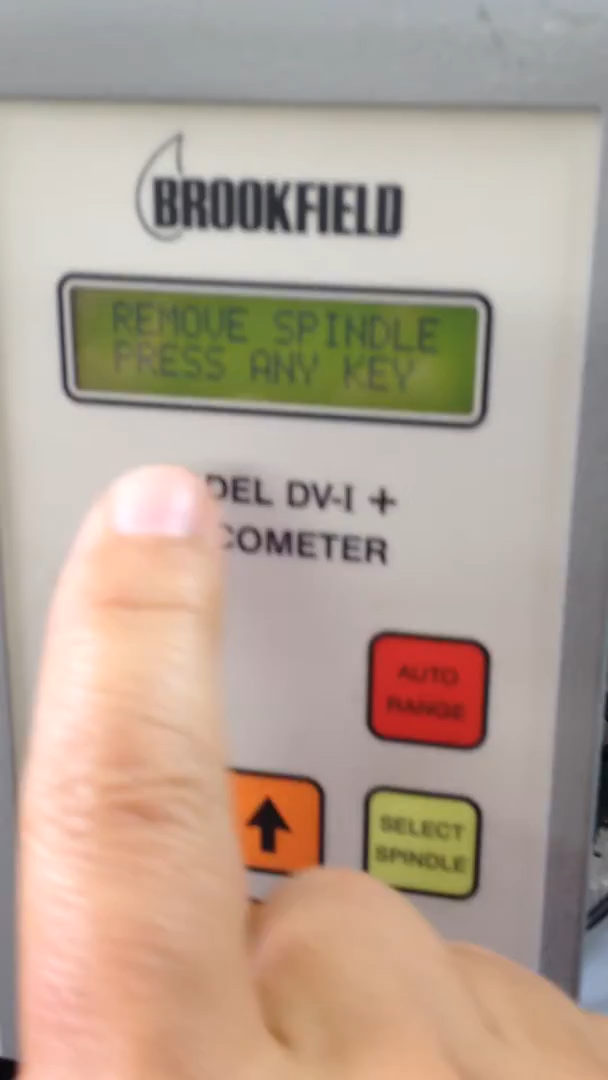 BROOKFIELD
REMOVE SPINDLE
PRESS ANY KEY
DEL DV-I +
COMETER
AUTO
RANGE
SELECT
SPINDLE